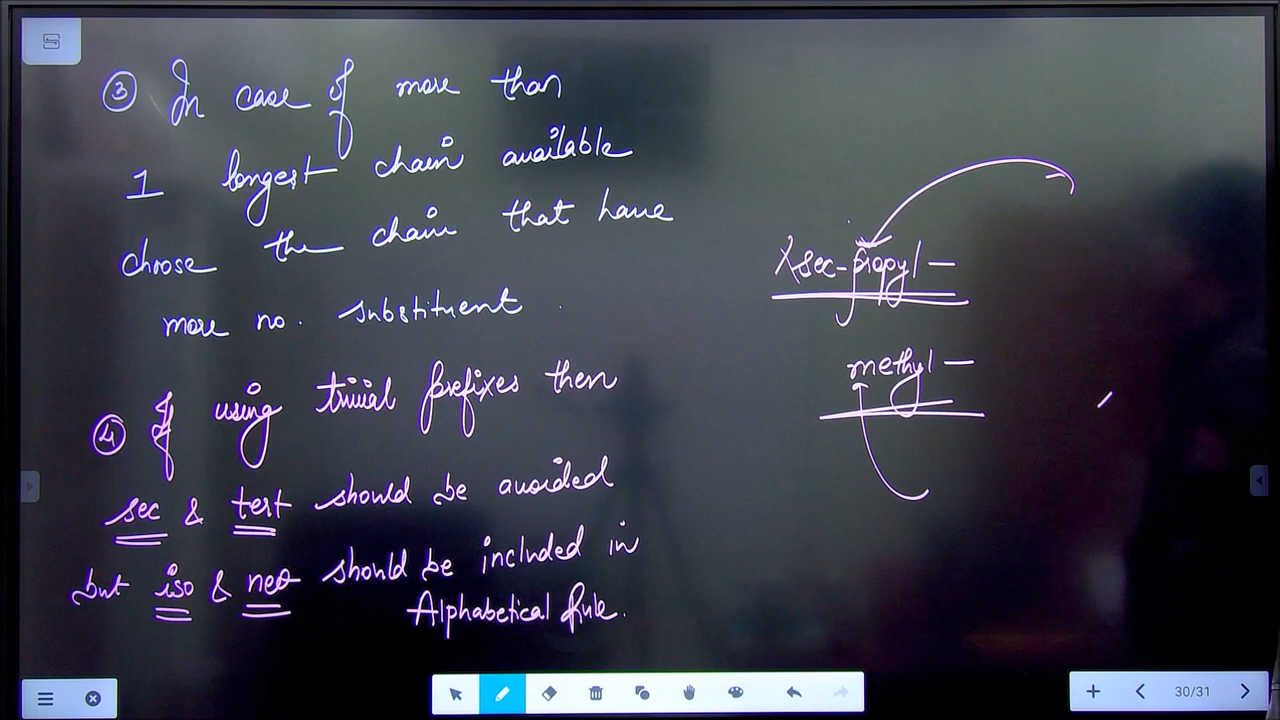 ③ In case of more than
1 longest chain available
choose the chain that have
more no. substituent.
④ If using trivial prefixes then
sec & tert should be avoided
but iso & neo should be included in
Alphabetical Rule.
sec-propyl —
methyl —
30/31